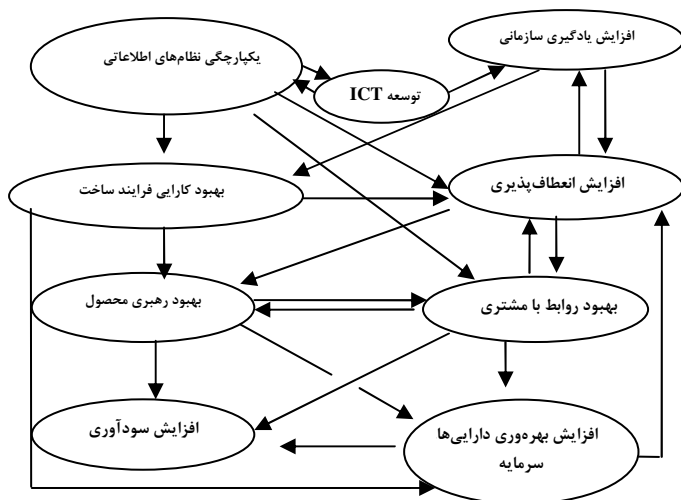 افزایش یادگیری سازمانی
یکپارچگی نظام‌های اطلاعاتی
توسعه ICT
افزایش انعطاف‌پذیری
بهبود کارایی فرایند ساخت
بهبود روابط با مشتری
بهبود رهبری محصول
افزایش بهره‌وری دارایی‌ها
سرمایه
افزایش سودآوری